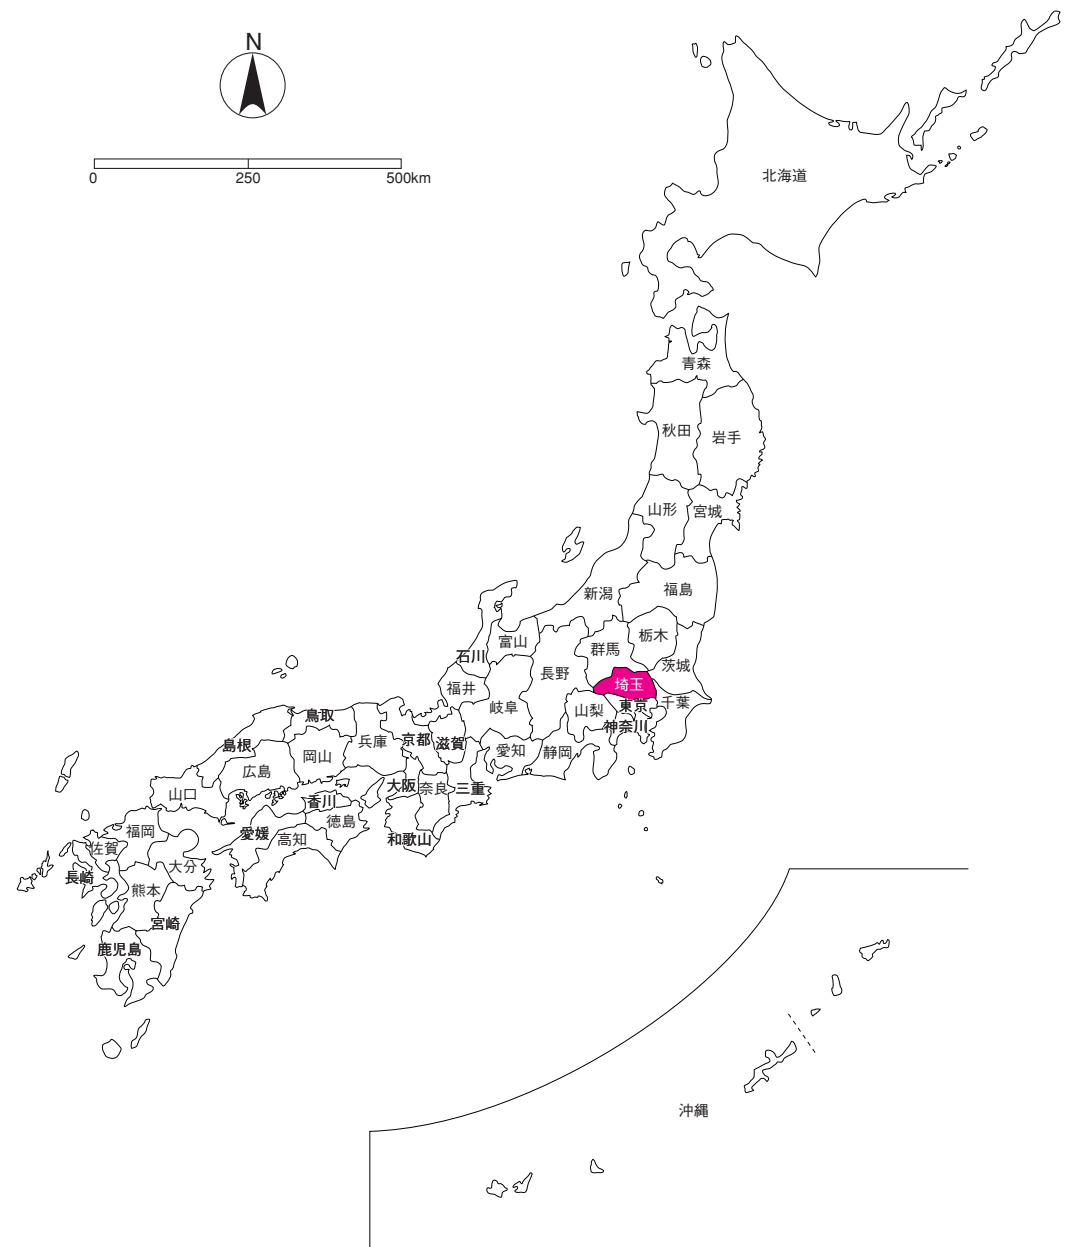 N
0 250 500km
北海道
青森
秋田
岩手
山形
宮城
新潟
福島
富山
群馬
栃木
石川
長野
茨城
福井
埼玉
岐阜
山梨
東京
千葉
神奈川
鳥取
島根
岡山
兵庫
京都
滋賀
愛知
静岡
広島
山口
大阪
奈良
三重
香川
徳島
福岡
愛媛
高知
和歌山
佐賀
大分
長崎
熊本
宮崎
鹿児島
沖縄